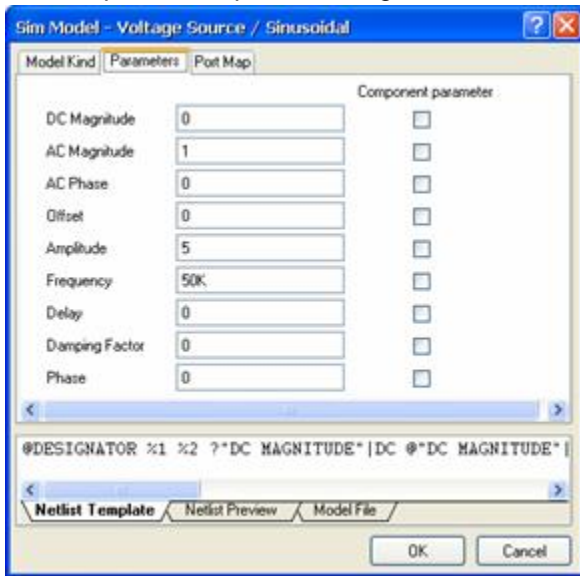 Sim Model - Voltage Source / Sinusoidal
Model Kind Parameters Port Map
Component parameter
DC Magnitude 0
AC Magnitude 1
AC Phase 0
Offset 0
Amplitude 5
Frequency 50K
Delay 0
Damping Factor 0
Phase 0
@DESIGNATOR %1 %2 ?"DC MAGNITUDE"|DC @"DC MAGNITUDE"|
Netlist Template Netlist Preview Model File
OK Cancel